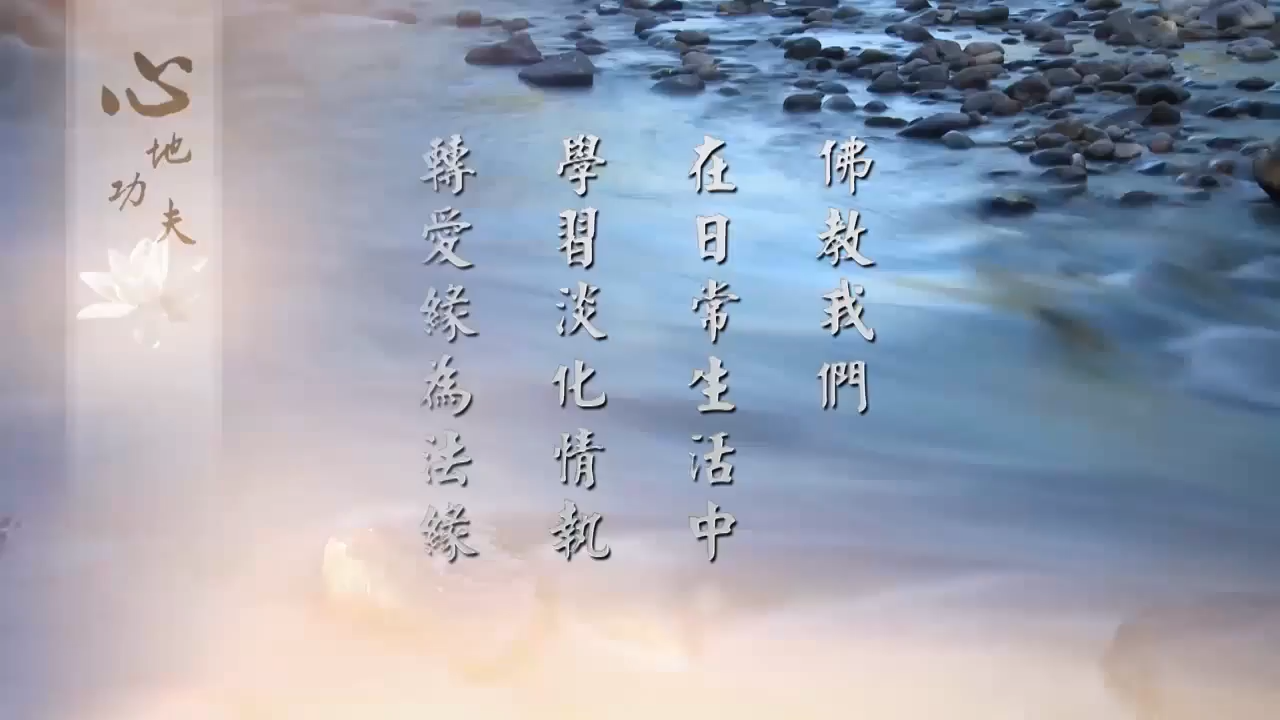 佛教我們
在日常生活中
學習淡化情執
轉愛緣為法緣
心地功夫